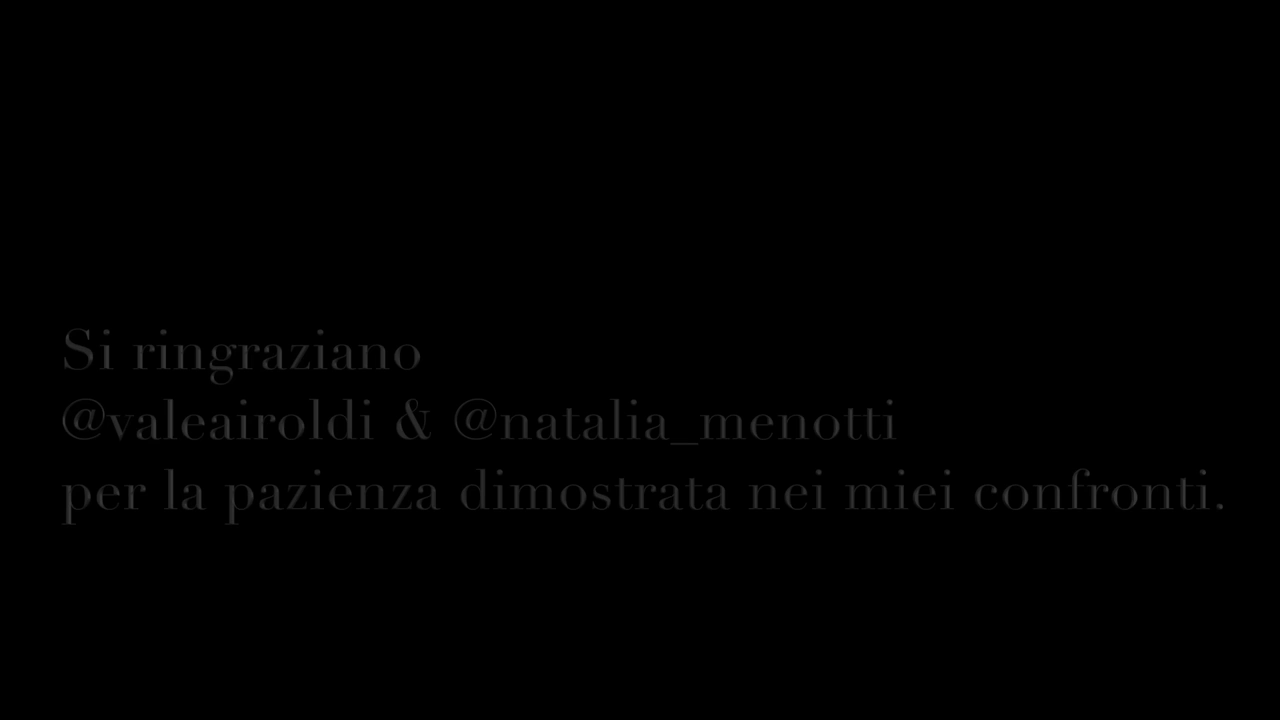 Si ringraziano
@valeairoldi & @natalia_menotti
per la pazienza dimostrata nei miei confronti.